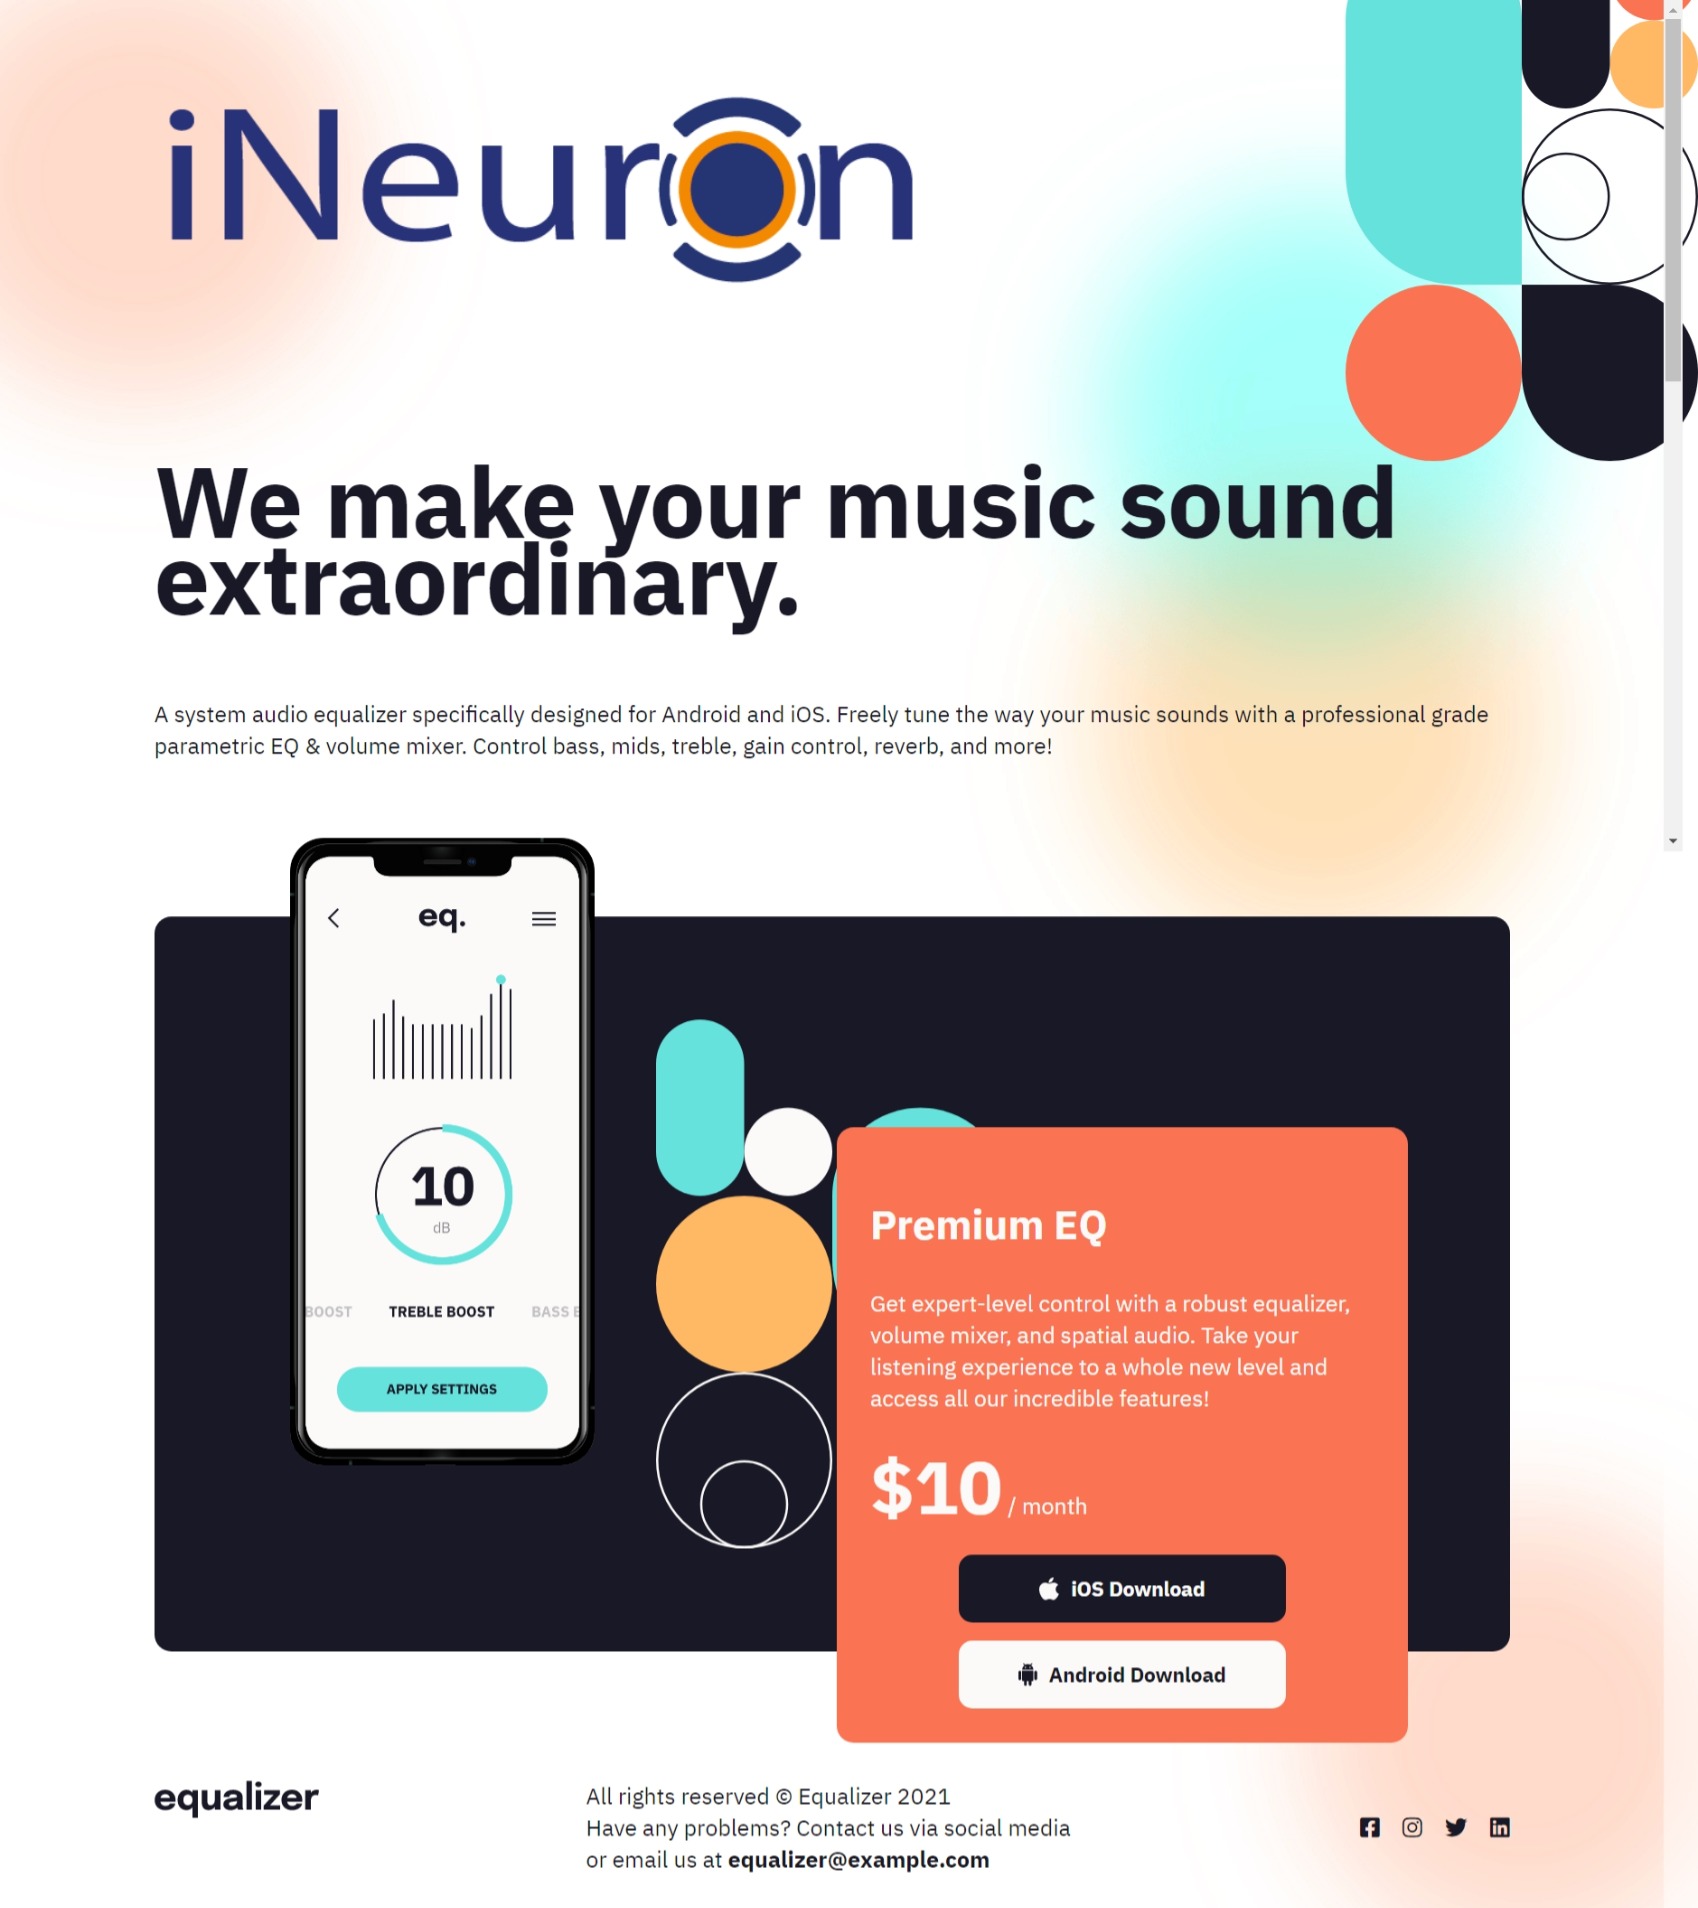 iNeuron
We make your music sound
extraordinary.
A system audio equalizer specifically designed for Android and iOS. Freely tune the way your music sounds with a professional grade
parametric EQ & volume mixer. Control bass, mids, treble, gain control, reverb, and more!
eq.
10
dB
BOOST TREBLE BOOST BASS
APPLY SETTINGS
Premium EQ
Get expert-level control with a robust equalizer,
volume mixer, and spatial audio. Take your
listening experience to a whole new level and
access all our incredible features!
$10 / month
iOS Download
Android Download
equalizer
All rights reserved © Equalizer 2021
Have any problems? Contact us via social media
or email us at equalizer@example.com